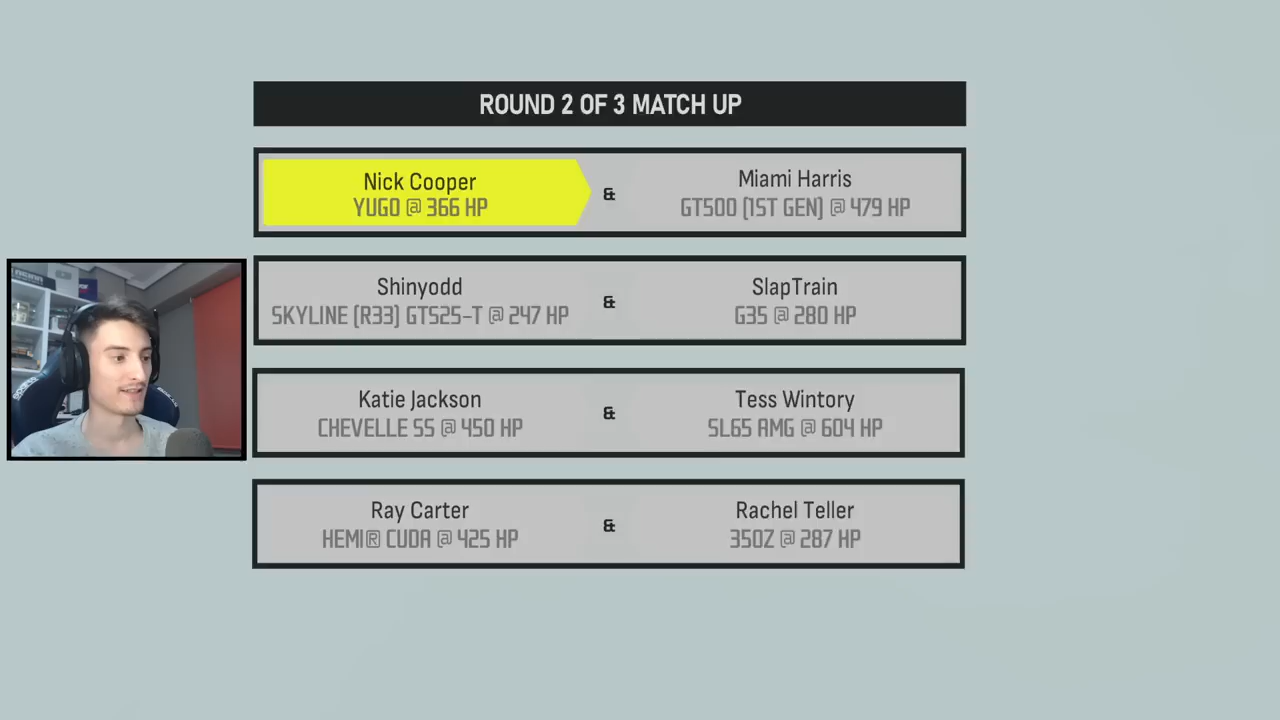 ROUND 2 OF 3 MATCH UP
Nick Cooper
YUGO @ 366 HP
&
Miami Harris
GT500 (1ST GEN) @ 479 HP
Shinyodd
SKYLINE (R33) GTS25-T @ 247 HP
&
SlapTrain
G35 @ 280 HP
Katie Jackson
CHEVELLE SS @ 450 HP
&
Tess Wintory
SL65 AMG @ 604 HP
Ray Carter
HEMI® CUDA @ 425 HP
&
Rachel Teller
350Z @ 287 HP